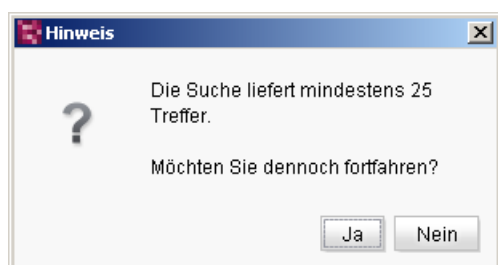 Hinweis
Die Suche liefert mindestens 25
Treffer.
Möchten Sie dennoch fortfahren?
Ja Nein